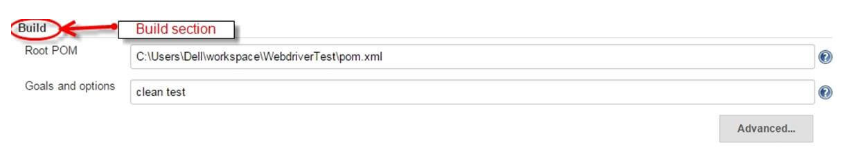 Build
Build section
Root POM
C:\Users\Dell\workspace\WebdriverTest\pom.xml
Goals and options
clean test
Advanced...